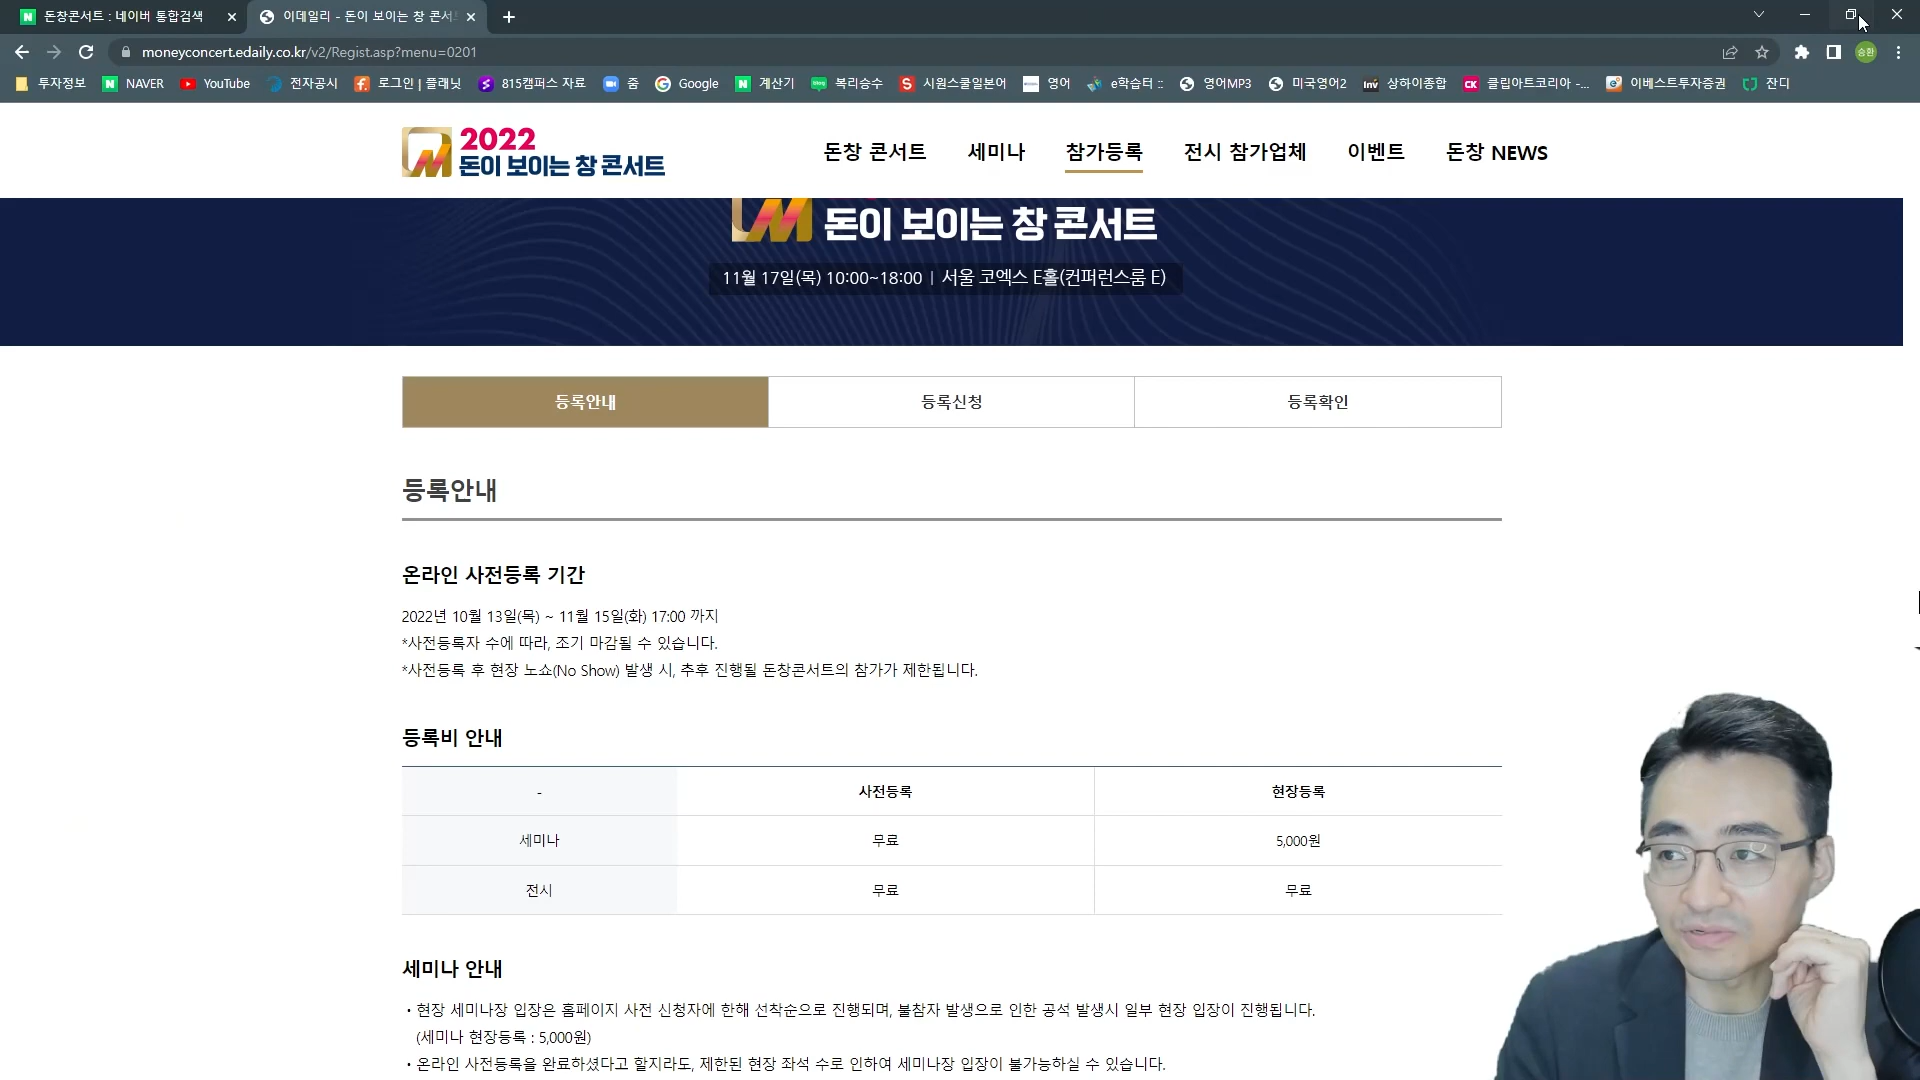 돈창콘서트 : 네이버 통합검색
이데일리 - 돈이 보이는 창 콘서
moneyconcert.edaily.co.kr/v2/Regist.asp?menu=0201
승환
투자정보
NAVER
YouTube
전자공시
로그인 | 플래닛
815캠퍼스 자료
줌
Google
계산기
복리승수
시원스쿨일본어
영어
e학습터 ::
영어MP3
미국영어2
상하이종합
클립아트코리아 -...
이베스트투자증권
잔디
2022
돈이 보이는 창 콘서트
돈창 콘서트
세미나
참가등록
전시 참가업체
이벤트
돈창 NEWS
돈이 보이는 창 콘서트
11월 17일(목) 10:00~18:00 | 서울 코엑스 E홀(컨퍼런스룸 E)
등록안내
등록신청
등록확인
등록안내
온라인 사전등록 기간
2022년 10월 13일(목) ~ 11월 15일(화) 17:00 까지
*사전등록자 수에 따라, 조기 마감될 수 있습니다.
*사전등록 후 현장 노쇼(No Show) 발생 시, 추후 진행될 돈창콘서트의 참가가 제한됩니다.
등록비 안내
- 사전등록 현장등록
세미나 무료 5,000원
전시 무료 무료
세미나 안내
• 현장 세미나장 입장은 홈페이지 사전 신청자에 한해 선착순으로 진행되며, 불참자 발생으로 인한 공석 발생시 일부 현장 입장이 진행됩니다.
(세미나 현장등록 : 5,000원)
• 온라인 사전등록을 완료하셨다고 할지라도, 제한된 현장 좌석 수로 인하여 세미나장 입장이 불가능하실 수 있습니다.